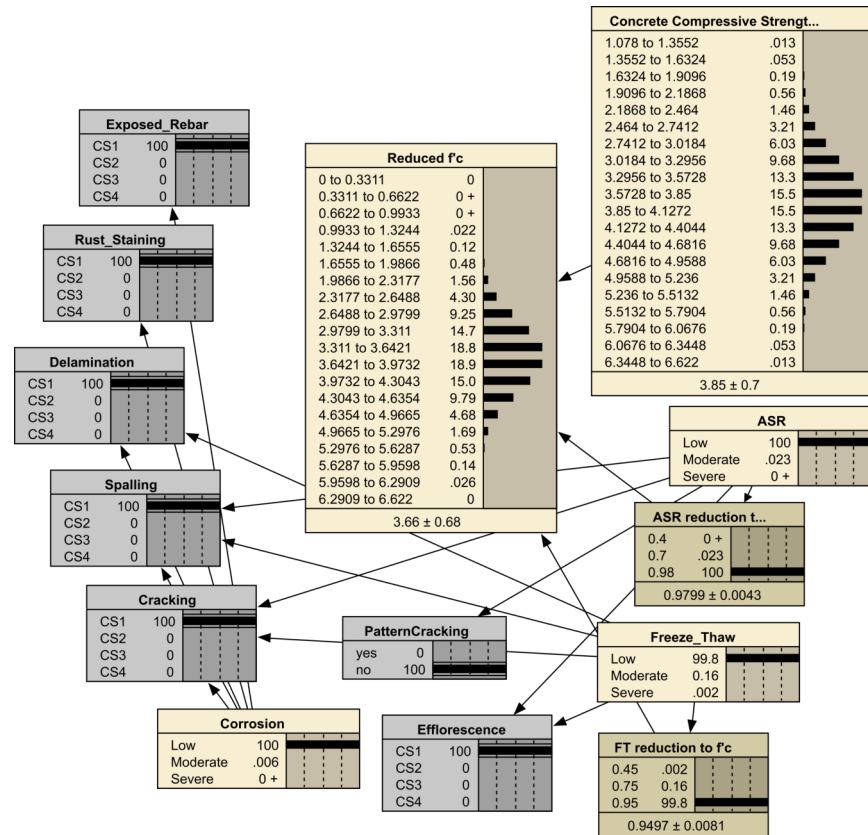 Concrete Compressive Strengt...
1.078 to 1.3552 .013
1.3552 to 1.6324 .053
1.6324 to 1.9096 0.19
1.9096 to 2.1868 0.56
2.1868 to 2.464 1.46
2.464 to 2.7412 3.21
2.7412 to 3.0184 6.03
3.0184 to 3.2956 9.68
3.2956 to 3.5728 13.3
3.5728 to 3.85 15.5
3.85 to 4.1272 15.5
4.1272 to 4.4044 13.3
4.4044 to 4.6816 9.68
4.6816 to 4.9588 6.03
4.9588 to 5.236 3.21
5.236 to 5.5132 1.46
5.5132 to 5.7904 0.56
5.7904 to 6.0676 0.19
6.0676 to 6.3448 .053
6.3448 to 6.622 .013
3.85 ± 0.7
Exposed_Rebar
CS1 100
CS2 0
CS3 0
CS4 0
Reduced f'c
0 to 0.3311 0
0.3311 to 0.6622 0 +
0.6622 to 0.9933 0 +
0.9933 to 1.3244 .022
1.3244 to 1.6555 0.12
1.6555 to 1.9866 0.48
1.9866 to 2.3177 1.56
2.3177 to 2.6488 4.30
2.6488 to 2.9799 9.25
2.9799 to 3.311 14.7
3.311 to 3.6421 18.8
3.6421 to 3.9732 18.9
3.9732 to 4.3043 15.0
4.3043 to 4.6354 9.79
4.6354 to 4.9665 4.68
4.9665 to 5.2976 1.69
5.2976 to 5.6287 0.53
5.6287 to 5.9598 0.14
5.9598 to 6.2909 .026
6.2909 to 6.622 0
3.66 ± 0.68
Rust_Staining
CS1 100
CS2 0
CS3 0
CS4 0
Delamination
CS1 100
CS2 0
CS3 0
CS4 0
ASR
Low 100
Moderate .023
Severe 0 +
Spalling
CS1 100
CS2 0
CS3 0
CS4 0
ASR reduction t...
0.4 0 +
0.7 .023
0.98 100
0.9799 ± 0.0043
Cracking
CS1 100
CS2 0
CS3 0
CS4 0
PatternCracking
yes 0
no 100
Freeze_Thaw
Low 99.8
Moderate 0.16
Severe .002
Corrosion
Low 100
Moderate .006
Severe 0 +
Efflorescence
CS1 100
CS2 0
CS3 0
CS4 0
FT reduction to f'c
0.45 .002
0.75 0.16
0.95 99.8
0.9497 ± 0.0081